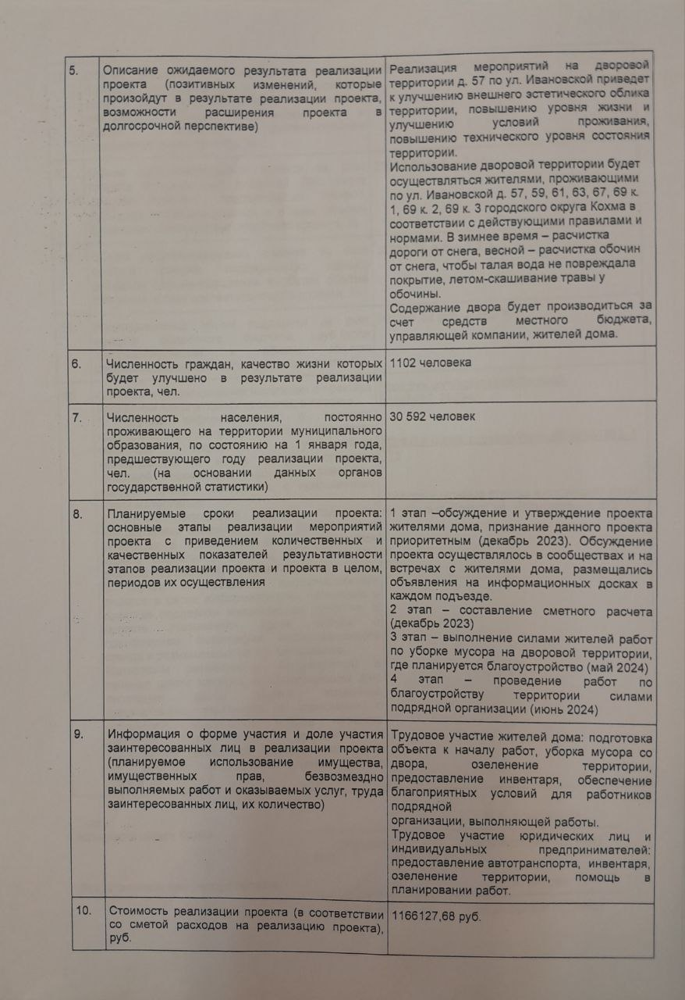 5.
Описание ожидаемого результата реализации
проекта (позитивных изменений, которые
произойдут в результате реализации проекта,
возможности расширения проекта в
долгосрочной перспективе)
Реализация мероприятий на дворовой
территории д. 57 по ул. Ивановской приведет
к улучшению внешнего эстетического облика
территории, повышению уровня жизни и
улучшению условий проживания,
повышению технического уровня состояния
территории.
Использование дворовой территории будет
осуществляться жителями, проживающими
по ул. Ивановской д. 57, 59, 61, 63, 67, 69 к.
1, 69 к. 2, 69 к. 3 городского округа Кохма в
соответствии с действующими правилами и
нормами. В зимнее время – расчистка
дороги от снега, весной – расчистка обочин
от снега, чтобы талая вода не повреждала
покрытие, летом-скашивание травы у
обочины.
Содержание двора будет производиться за
счет средств местного бюджета,
управляющей компании, жителей дома.
6.
Численность граждан, качество жизни которых
будет улучшено в результате реализации
проекта, чел.
1102 человека
7.
Численность населения, постоянно
проживающего на территории муниципального
образования, по состоянию на 1 января года,
предшествующего году реализации проекта,
чел. (на основании данных органов
государственной статистики)
30 592 человек
8.
Планируемые сроки реализации проекта:
основные этапы реализации мероприятий
проекта с приведением количественных и
качественных показателей результативности
этапов реализации проекта и проекта в целом,
периодов их осуществления
1 этап –обсуждение и утверждение проекта
жителями дома, признание данного проекта
приоритетным (декабрь 2023). Обсуждение
проекта осуществлялось в сообществах и на
встречах с жителями дома, размещались
объявления на информационных досках в
каждом подъезде.
2 этап – составление сметного расчета
(декабрь 2023)
3 этап – выполнение силами жителей работ
по уборке мусора на дворовой территории,
где планируется благоустройство (май 2024)
4 этап – проведение работ по
благоустройству территории силами
подрядной организации (июнь 2024)
9.
Информация о форме участия и доле участия
заинтересованных лиц в реализации проекта
(планируемое использование имущества,
имущественных прав, безвозмездно
выполняемых работ и оказываемых услуг, труда
заинтересованных лиц, их количество)
Трудовое участие жителей дома: подготовка
объекта к началу работ, уборка мусора со
двора, озеленение территории,
предоставление инвентаря, обеспечение
благоприятных условий для работников
подрядной
организации, выполняющей работы.
Трудовое участие юридических лиц и
индивидуальных предпринимателей:
предоставление автотранспорта, инвентаря,
озеленение территории, помощь в
планировании работ.
10.
Стоимость реализации проекта (в соответствии
со сметой расходов на реализацию проекта),
руб.
1166127,68 руб.